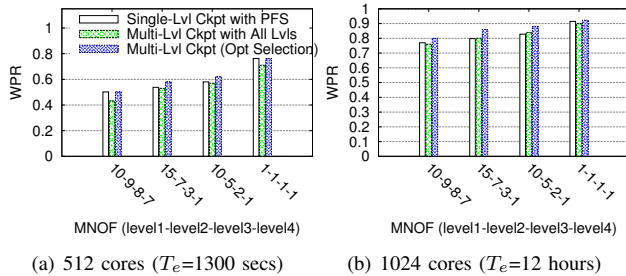 Single-Lvl Ckpt with PFS
Multi-Lvl Ckpt with All Lvls
Multi-Lvl Ckpt (Opt Selection)
WPR
1
0.8
0.6
0.4
0.2
0
10-9-8-7
15-7-3-1
10-5-2-1
1-1-1-1
MNOF (level1-level2-level3-level4)
(a) 512 cores (Te=1300 secs)
WPR
1
0.9
0.8
0.7
0.6
0.5
0.4
0.3
0.2
0.1
0
10-9-8-7
15-7-3-1
10-5-2-1
1-1-1-1
MNOF (level1-level2-level3-level4)
(b) 1024 cores (Te=12 hours)